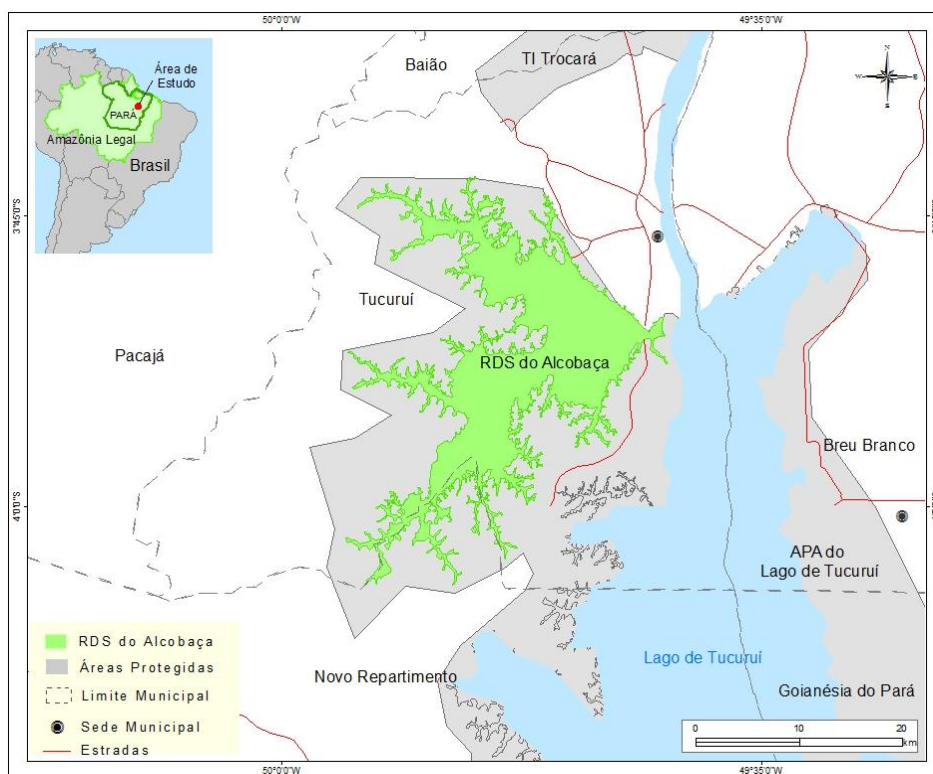 50°0'0"W
49°35'0"W
Baião
TI Trocará
Área de
Estudo
PARÁ
Amazônia Legal
Brasil
N
3°45'0"S
Tucuruí
Pacajá
RDS do Alcobaça
Breu Branco
4°0'0"S
APA do
Lago de Tucuruí
RDS do Alcobaça
Áreas Protegidas
Limite Municipal
Sede Municipal
Estradas
Novo Repartimento
Lago de Tucuruí
Goianésia do Pará
0 10 20
km
50°0'0"W
49°35'0"W